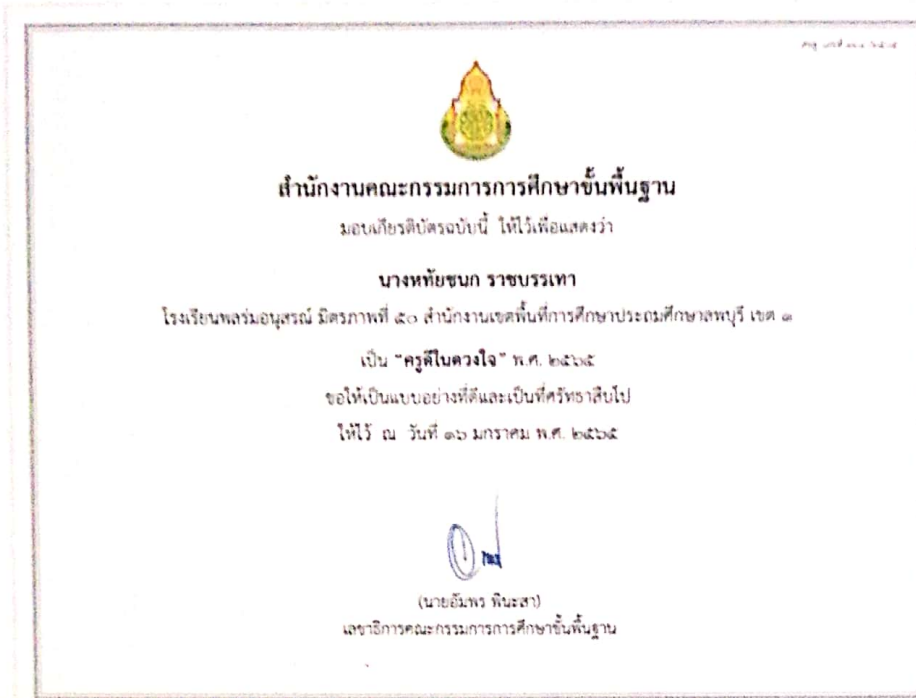 สำนักงานคณะกรรมการการศึกษาขั้นพื้นฐาน
มอบเกียรติบัตรฉบับนี้ ให้ไว้เพื่อแสดงว่า
นางหทัยชนก ราชบรรเทา
โรงเรียนพลร่มอนุสรณ์ มิตรภาพที่ ๕๐ สำนักงานเขตพื้นที่การศึกษาประถมศึกษาลพบุรี เขต ๑
เป็น "ครูดีในดวงใจ" พ.ศ. ๒๕๖๕
ขอให้เป็นแบบอย่างที่ดีและเป็นที่ศรัทธาสืบไป
ให้ไว้ ณ วันที่ ๑๖ มกราคม พ.ศ. ๒๕๖๕
(นายอัมพร พินะสา)
เลขาธิการคณะกรรมการการศึกษาขั้นพื้นฐาน